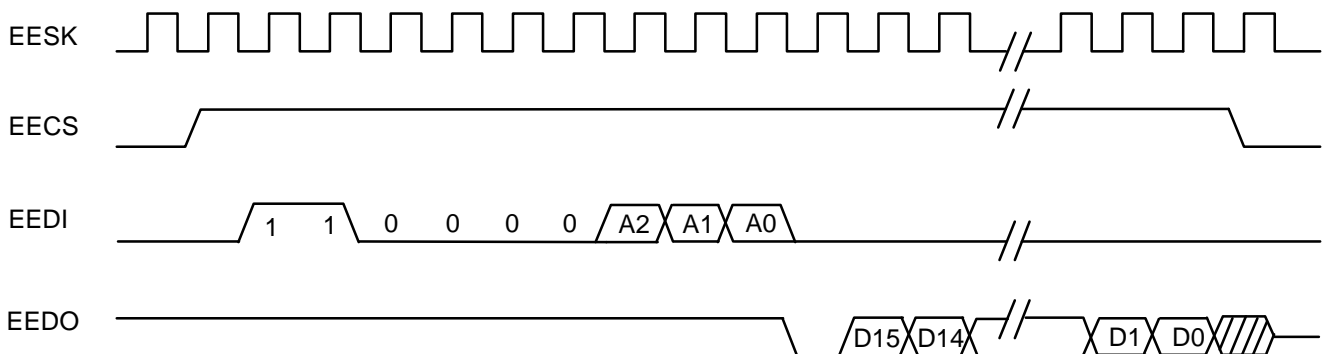 EESK
EECS
EEDI 1 1 0 0 0 0 A2 A1 A0
EEDO D15 D14 D1 D0